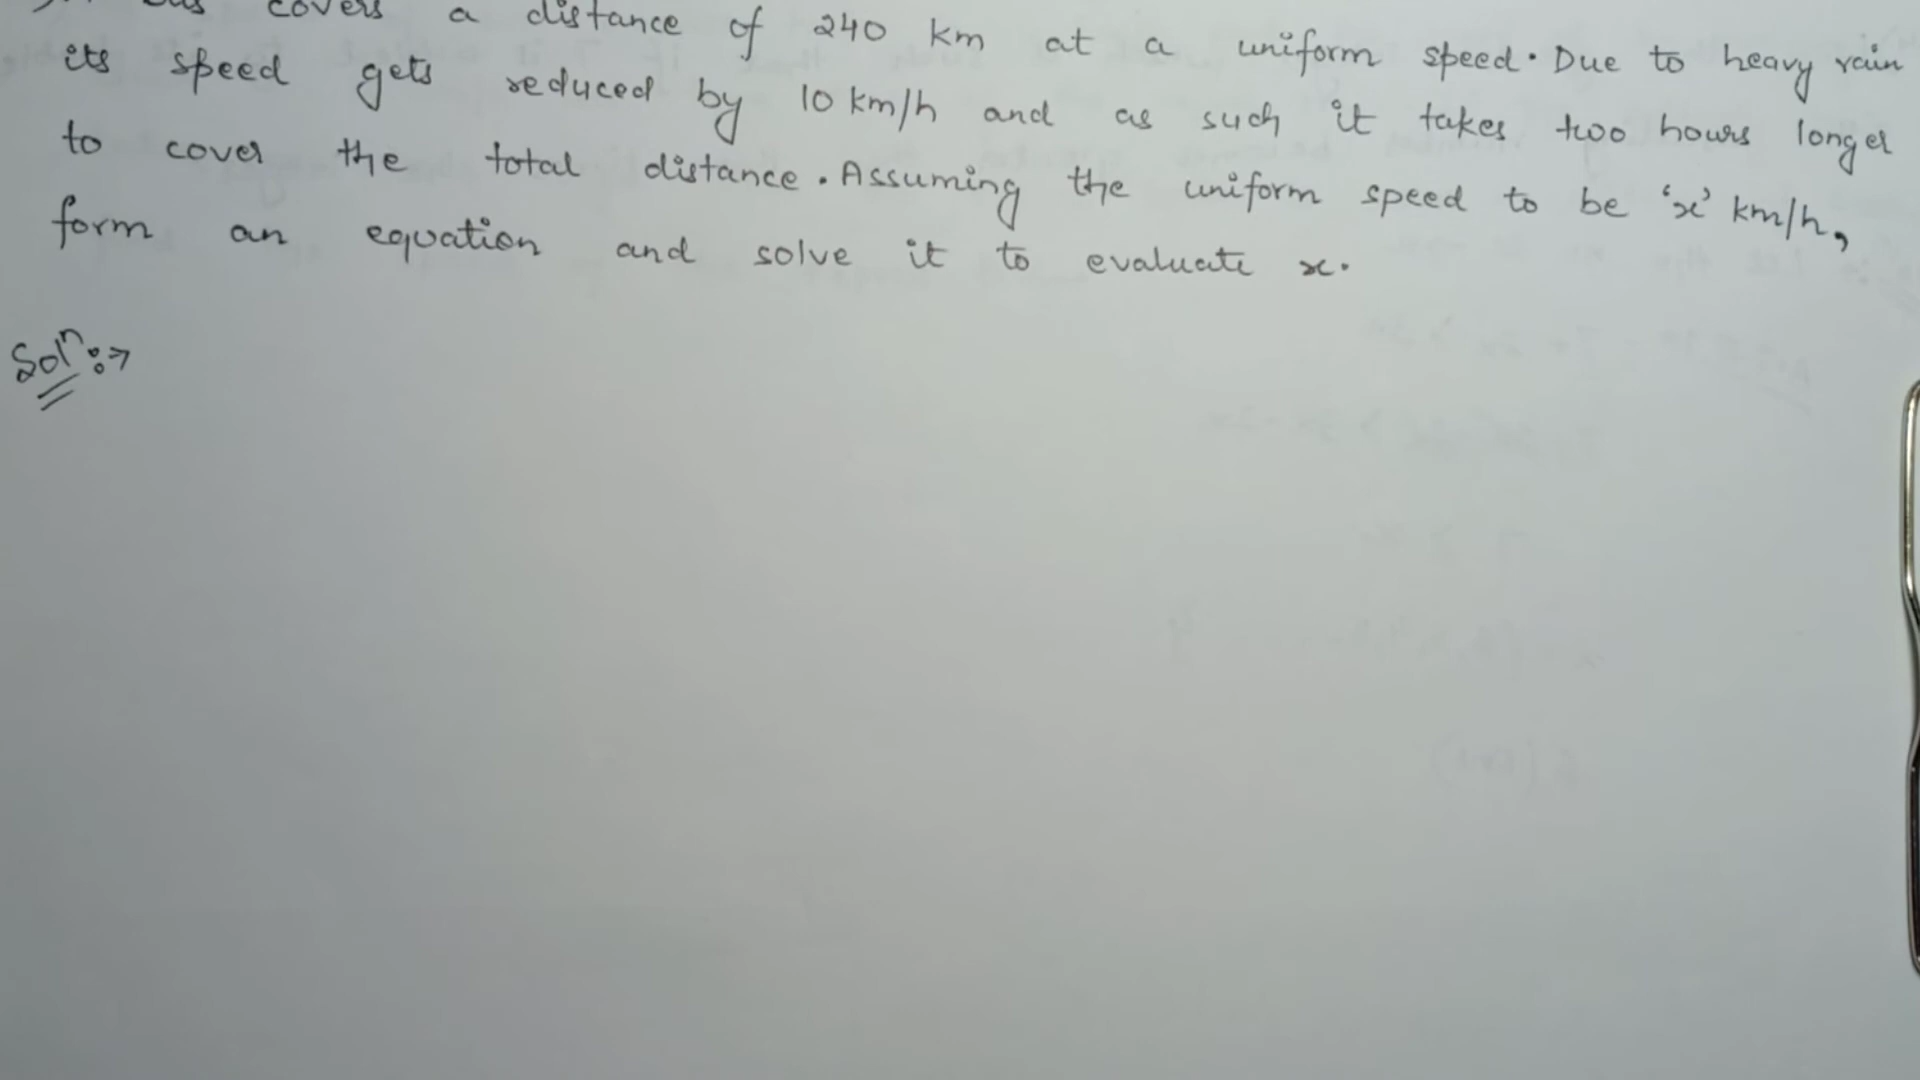 covers a distance of 240 km at a uniform speed. Due to heavy rain
its speed gets reduced by 10 km/h and as such it takes two hours longer
to cover the total distance. Assuming the uniform speed to be 'x' km/h,
form an equation and solve it to evaluate x.
Solⁿ:→